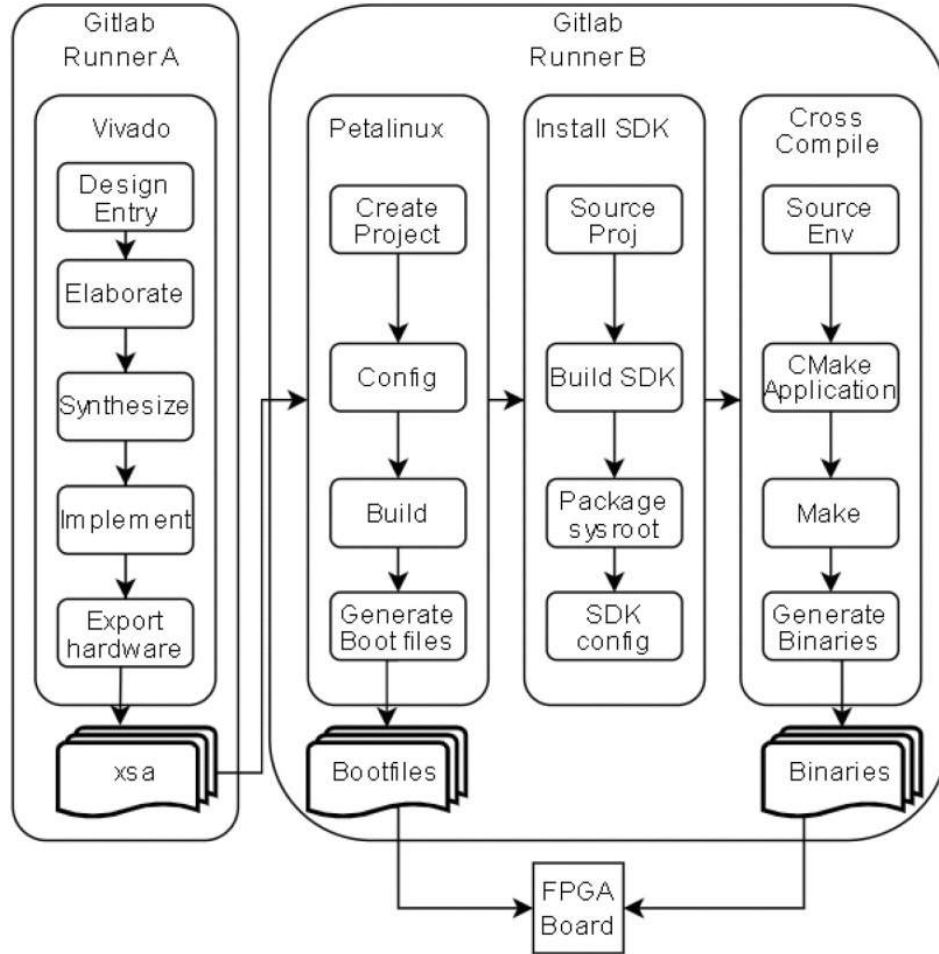 Gitlab
Runner A
Vivado
Design
Entry
Elaborate
Synthesize
Implement
Export
hardware
xsa
Gitlab
Runner B
Petalinux
Create
Project
Config
Build
Generate
Boot files
Bootfiles
Install SDK
Source
Proj
Build SDK
Package
sysroot
SDK
config
Cross
Compile
Source
Env
CMake
Application
Make
Generate
Binaries
Binaries
FPGA
Board